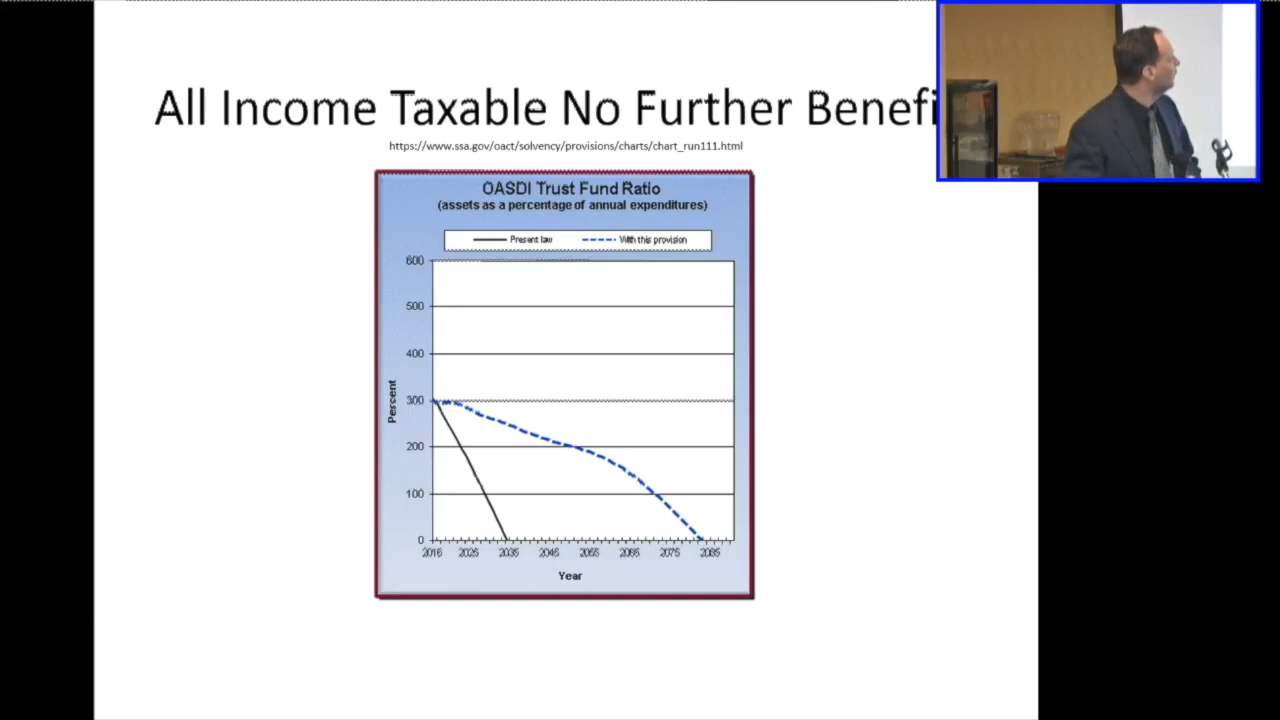 All Income Taxable No Further Benefi
https://www.ssa.gov/oact/solvency/provisions/charts/chart_run111.html
OASDI Trust Fund Ratio
(assets as a percentage of annual expenditures)
Present law With this provision
600
500
400
300
200
100
0
Percent
2015 2025 2035 2045 2055 2065 2075 2085
Year